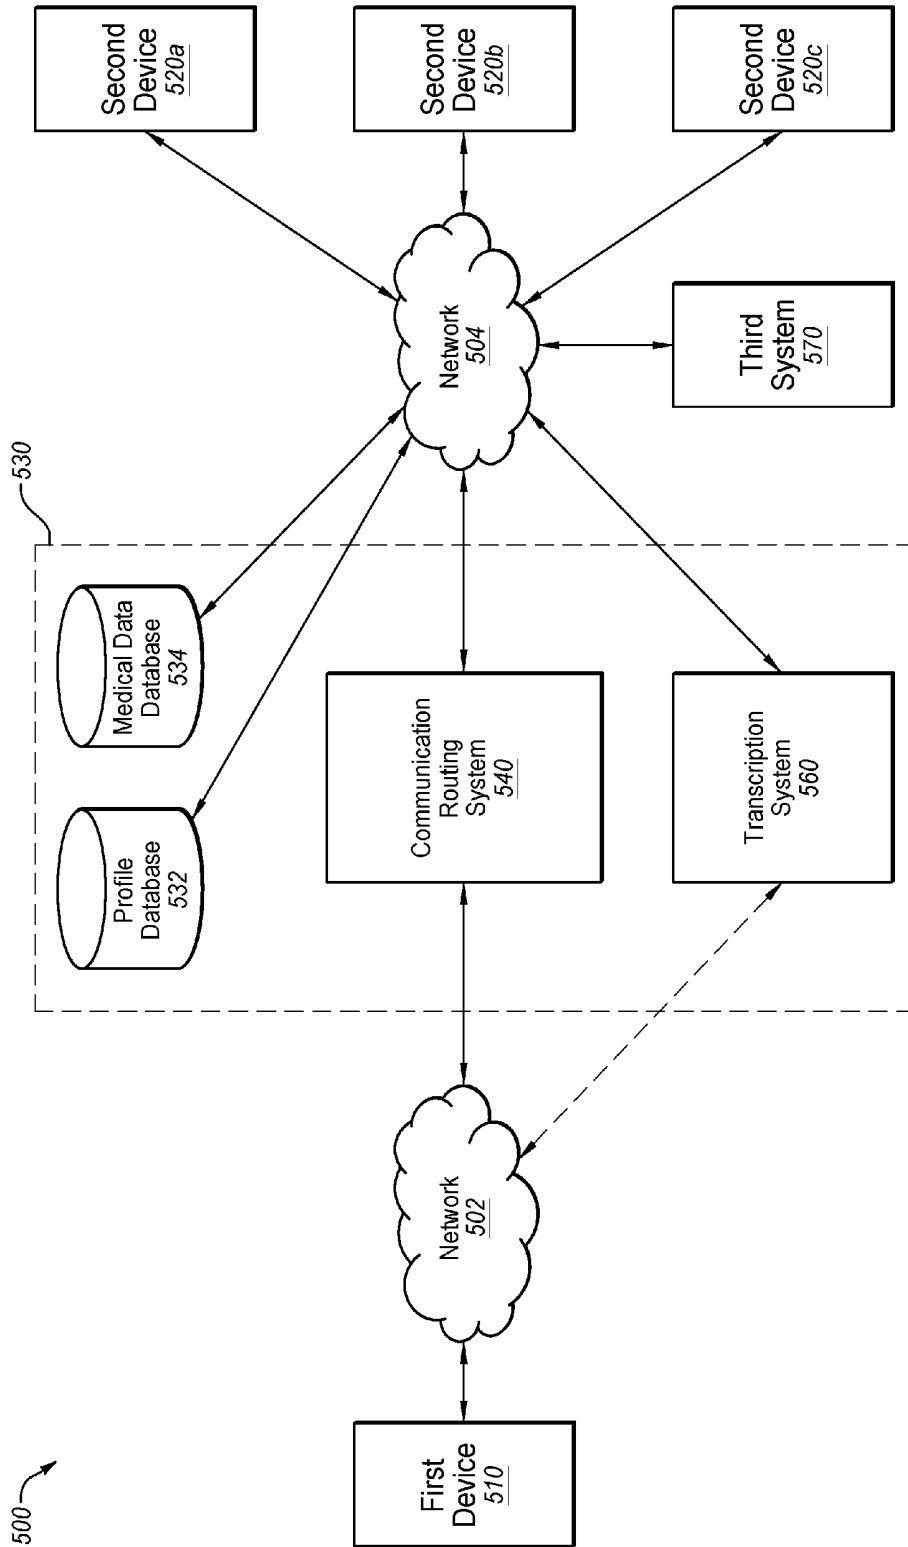 500
530
Profile
Database
532
Medical Data
Database
534
Second
Device
520a
First
Device
510
Network
502
Communication
Routing
System
540
Network
504
Second
Device
520b
Transcription
System
560
Third
System
570
Second
Device
520c